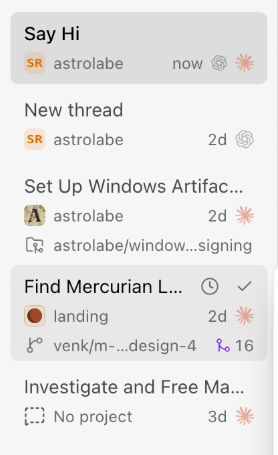 Say Hi
SR astrolabe now
New thread
SR astrolabe 2d
Set Up Windows Artifac...
A astrolabe 2d
astrolabe/window...signing
Find Mercurian L...
landing 2d
venk/m-...design-4 16
Investigate and Free Ma...
No project 3d